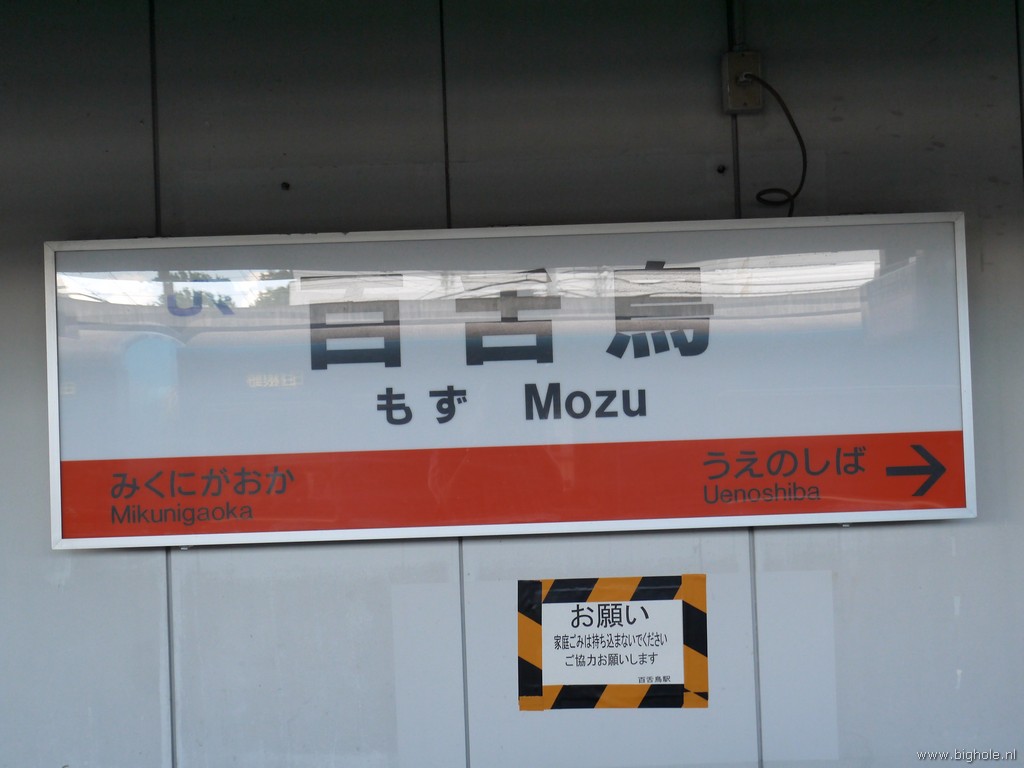 百舌鳥
もず Mozu
みくにがおか
Mikunigaoka
うえのしば
Uenoshiba
お願い
家庭ごみは持ち込まないでください
ご協力お願いします
百舌鳥駅
www.bighole.nl